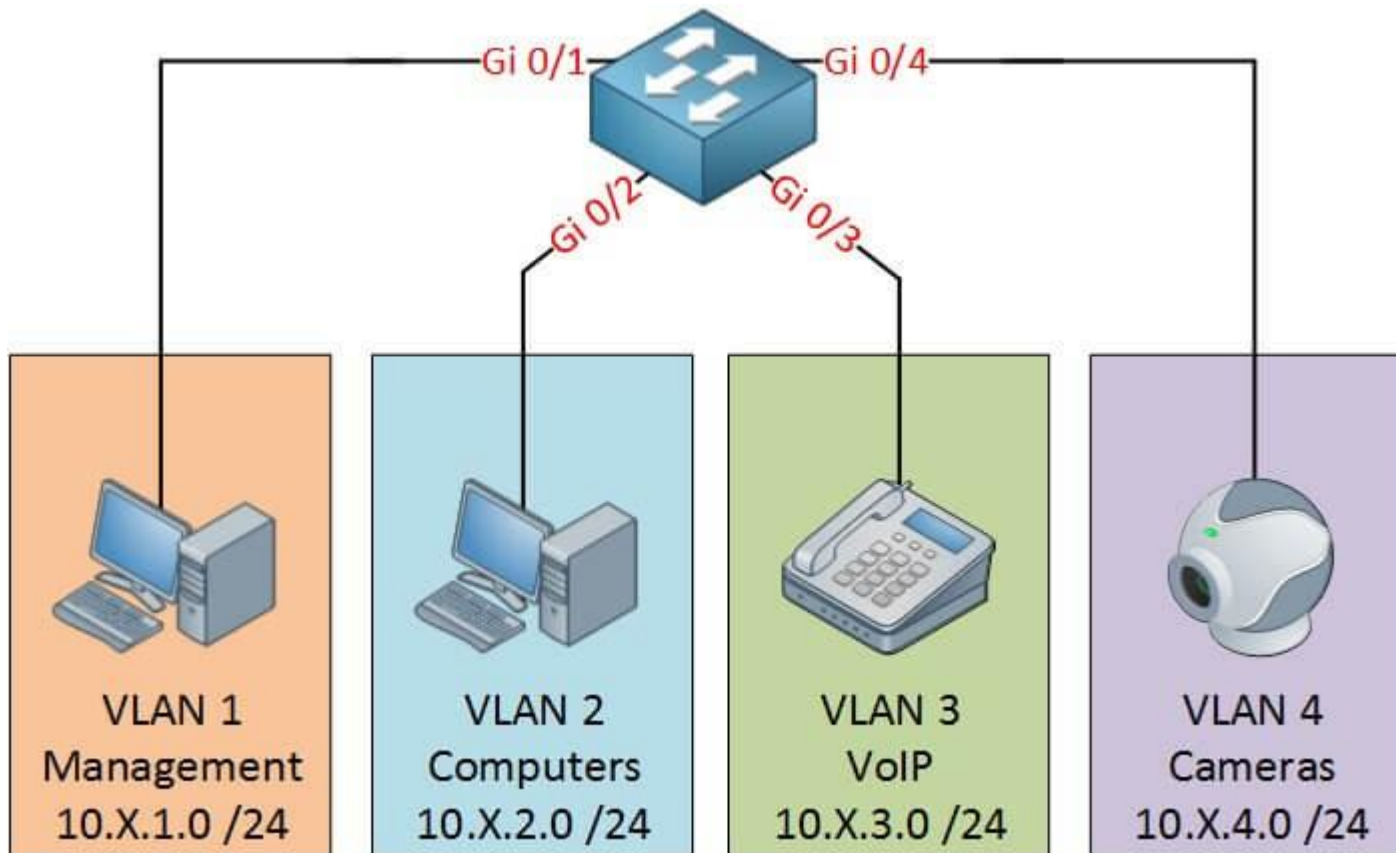 Gi 0/1
Gi 0/4
Gi 0/2
Gi 0/3
VLAN 1
Management
10.X.1.0 /24
VLAN 2
Computers
10.X.2.0 /24
VLAN 3
VoIP
10.X.3.0 /24
VLAN 4
Cameras
10.X.4.0 /24